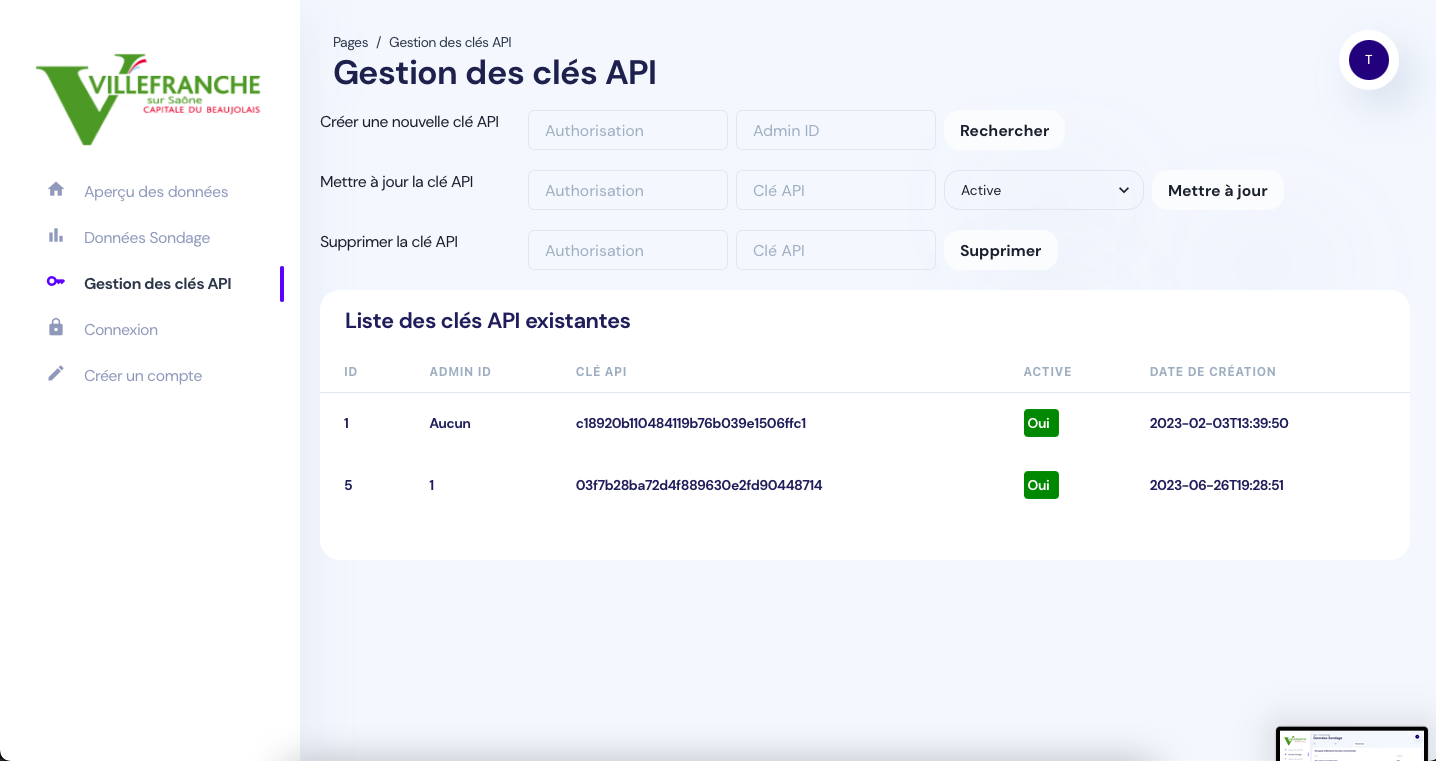 VILLEFRANCHE
sur Saône
CAPITALE DU BEAUJOLAIS
Aperçu des données
Données Sondage
Gestion des clés API
Connexion
Créer un compte
Pages / Gestion des clés API
Gestion des clés API
T
Créer une nouvelle clé API Authorisation Admin ID Rechercher
Mettre à jour la clé API Authorisation Clé API Active Mettre à jour
Supprimer la clé API Authorisation Clé API Supprimer
Liste des clés API existantes
ID ADMIN ID CLÉ API ACTIVE DATE DE CRÉATION
1 Aucun c18920b110484119b76b039e1506ffc1 Oui 2023-02-03T13:39:50
5 1 03f7b28ba72d4f889630e2fd90448714 Oui 2023-06-26T19:28:51
Données Sondage